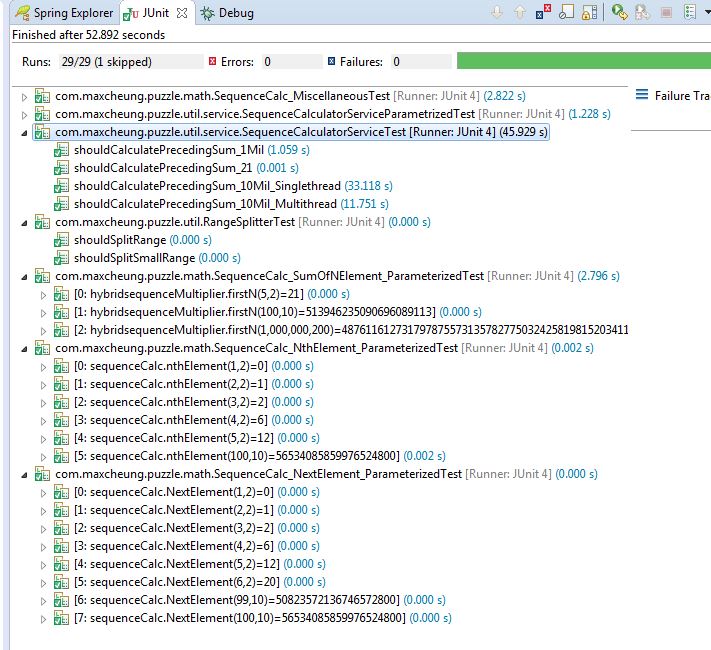 Spring Explorer JUnit Debug
Finished after 52.892 seconds
Runs: 29/29 (1 skipped) Errors: 0 Failures: 0
com.maxcheung.puzzle.math.SequenceCalc_MiscellaneousTest [Runner: JUnit 4] (2.822 s)
Failure Tra
com.maxcheung.puzzle.util.service.SequenceCalculatorServiceParametrizedTest [Runner: JUnit 4] (1.228 s)
com.maxcheung.puzzle.util.service.SequenceCalculatorServiceTest [Runner: JUnit 4] (45.929 s)
shouldCalculatePrecedingSum_1Mil (1.059 s)
shouldCalculatePrecedingSum_21 (0.001 s)
shouldCalculatePrecedingSum_10Mil_Singlethread (33.118 s)
shouldCalculatePrecedingSum_10Mil_Multithread (11.751 s)
com.maxcheung.puzzle.util.RangeSplitterTest [Runner: JUnit 4] (0.000 s)
shouldSplitRange (0.000 s)
shouldSplitSmallRange (0.000 s)
com.maxcheung.puzzle.math.SequenceCalc_SumOfNElement_ParameterizedTest [Runner: JUnit 4] (2.796 s)
[0: hybridsequenceMultiplier.firstN(5,2)=21] (0.000 s)
[1: hybridsequenceMultiplier.firstN(100,10)=513946235090696089113] (0.000 s)
[2: hybridsequenceMultiplier.firstN(1,000,000,200)=487611612731797875573135782775032425819815203411
com.maxcheung.puzzle.math.SequenceCalc_NthElement_ParameterizedTest [Runner: JUnit 4] (0.002 s)
[0: sequenceCalc.nthElement(1,2)=0] (0.000 s)
[1: sequenceCalc.nthElement(2,2)=1] (0.000 s)
[2: sequenceCalc.nthElement(3,2)=2] (0.000 s)
[3: sequenceCalc.nthElement(4,2)=6] (0.000 s)
[4: sequenceCalc.nthElement(5,2)=12] (0.000 s)
[5: sequenceCalc.nthElement(100,10)=56534085859976524800] (0.002 s)
com.maxcheung.puzzle.math.SequenceCalc_NextElement_ParameterizedTest [Runner: JUnit 4] (0.000 s)
[0: sequenceCalc.NextElement(1,2)=0] (0.000 s)
[1: sequenceCalc.NextElement(2,2)=1] (0.000 s)
[2: sequenceCalc.NextElement(3,2)=2] (0.000 s)
[3: sequenceCalc.NextElement(4,2)=6] (0.000 s)
[4: sequenceCalc.NextElement(5,2)=12] (0.000 s)
[5: sequenceCalc.NextElement(6,2)=20] (0.000 s)
[6: sequenceCalc.NextElement(99,10)=50823572136746572800] (0.000 s)
[7: sequenceCalc.NextElement(100,10)=56534085859976524800] (0.000 s)